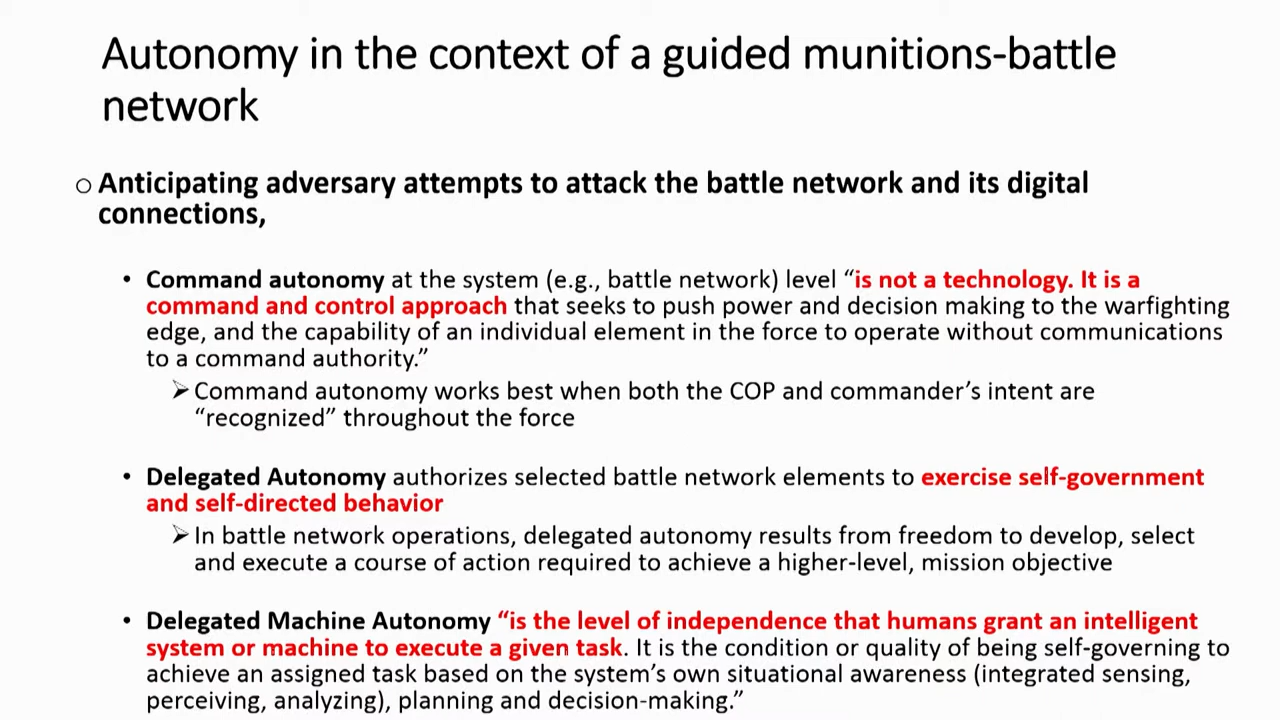 Autonomy in the context of a guided munitions-battle
network
○ Anticipating adversary attempts to attack the battle network and its digital
connections,
• Command autonomy at the system (e.g., battle network) level “is not a technology. It is a
command and control approach that seeks to push power and decision making to the warfighting
edge, and the capability of an individual element in the force to operate without communications
to a command authority.”
➢ Command autonomy works best when both the COP and commander’s intent are
“recognized” throughout the force
• Delegated Autonomy authorizes selected battle network elements to exercise self-government
and self-directed behavior
➢ In battle network operations, delegated autonomy results from freedom to develop, select
and execute a course of action required to achieve a higher-level, mission objective
• Delegated Machine Autonomy “is the level of independence that humans grant an intelligent
system or machine to execute a given task. It is the condition or quality of being self-governing to
achieve an assigned task based on the system’s own situational awareness (integrated sensing,
perceiving, analyzing), planning and decision-making.”